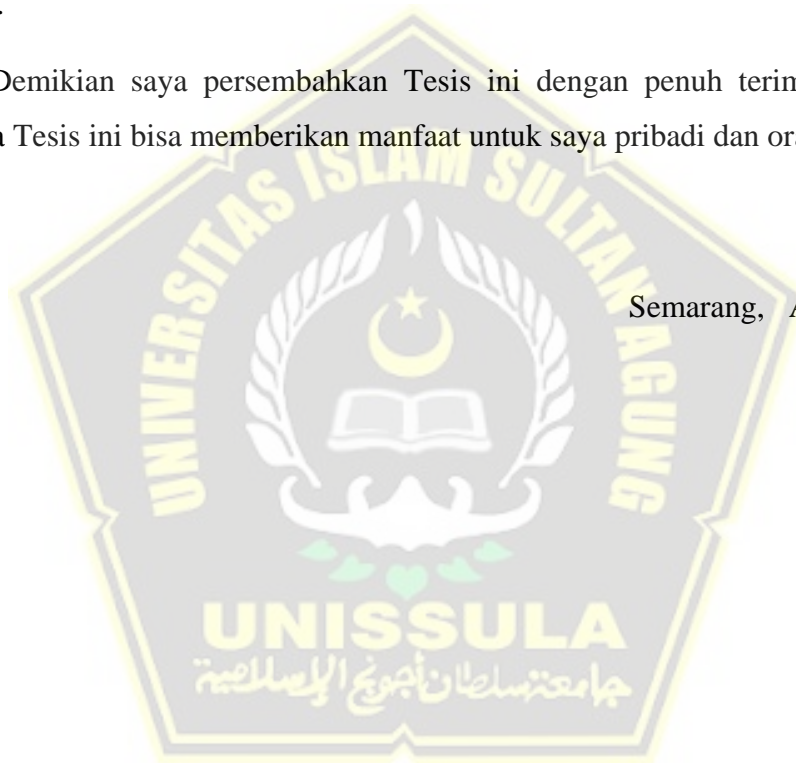 Demikian saya persembahkan Tesis ini dengan penuh terim
a Tesis ini bisa memberikan manfaat untuk saya pribadi dan ora
Semarang, A
UNIVERSITAS ISLAM SULTAN AGUNG
UNISSULA
جامعة سلطان أجونج الإسلامية